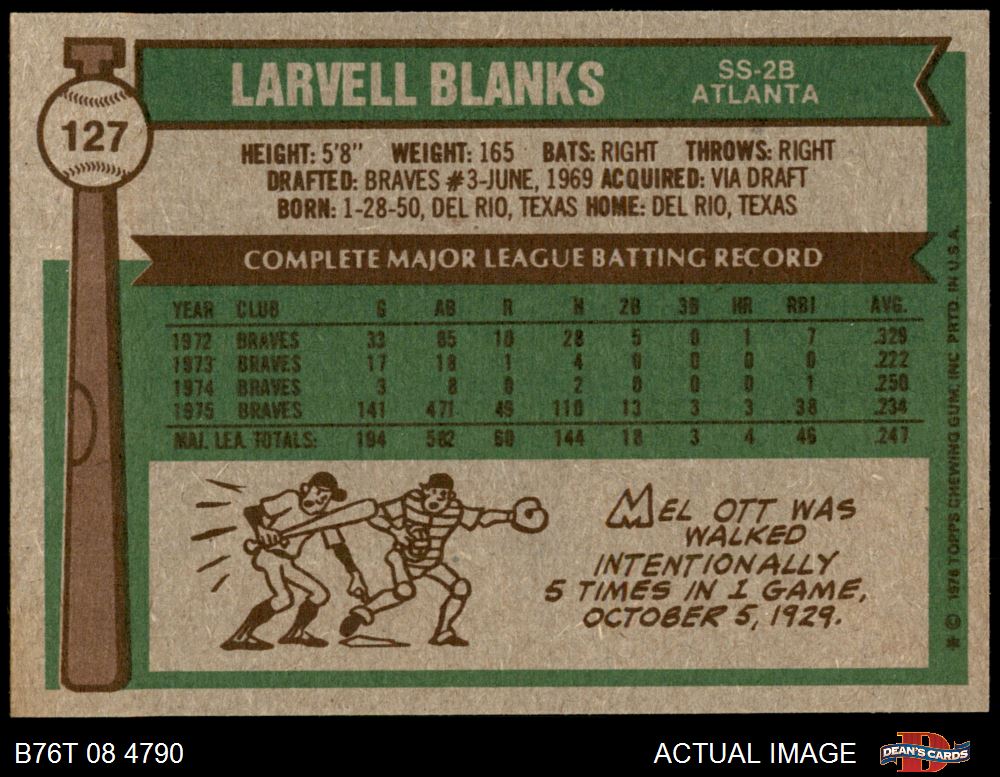 127
LARVELL BLANKS
SS-2B
ATLANTA
HEIGHT: 5'8" WEIGHT: 165 BATS: RIGHT THROWS: RIGHT
DRAFTED: BRAVES #3-JUNE, 1969 ACQUIRED: VIA DRAFT
BORN: 1-28-50, DEL RIO, TEXAS HOME: DEL RIO, TEXAS
COMPLETE MAJOR LEAGUE BATTING RECORD
YEAR CLUB G AB R H 2B 3B HR RBI AVG.
1972 BRAVES 33 85 10 28 5 0 1 7 .329
1973 BRAVES 17 18 1 4 0 0 0 0 .222
1974 BRAVES 3 8 0 2 0 0 0 1 .250
1975 BRAVES 141 471 49 110 13 3 3 38 .234
MAJ. LEA. TOTALS: 194 582 60 144 18 3 4 46 .247
MEL OTT WAS
WALKED
INTENTIONALLY
5 TIMES IN 1 GAME,
OCTOBER 5, 1929.
* © 1976 TOPPS CHEWING GUM, INC PRTD. IN U.S.A.
B76T 08 4790
ACTUAL IMAGE
D
DEAN'S CARDS